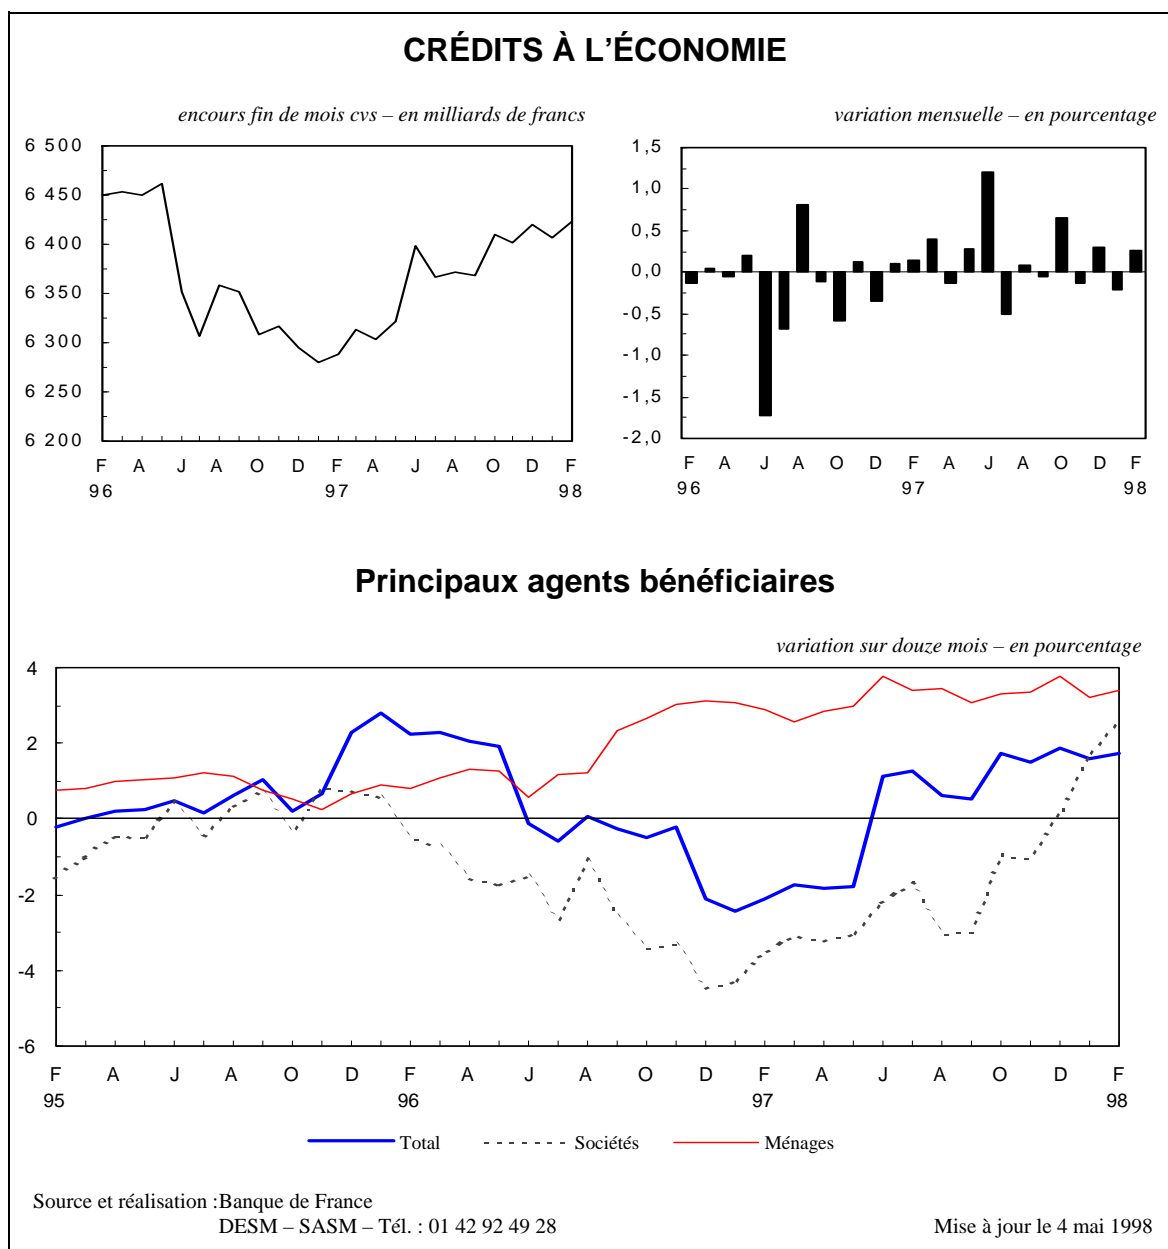 CRÉDITS À L’ÉCONOMIE
encours fin de mois cvs – en milliards de francs
6 500
6 450
6 400
6 350
6 300
6 250
6 200
F A J A O D F A J A O D F
96 97 98
variation mensuelle – en pourcentage
1,5
1,0
0,5
0,0
-0,5
-1,0
-1,5
-2,0
F A J A O D F A J A O D F
96 97 98
Principaux agents bénéficiaires
variation sur douze mois – en pourcentage
4
2
0
-2
-4
-6
F A J A O D F A J A O D F A J A O D F
95 96 97 98
Total Sociétés Ménages
Source et réalisation :Banque de France
DESM – SASM – Tél. : 01 42 92 49 28
Mise à jour le 4 mai 1998